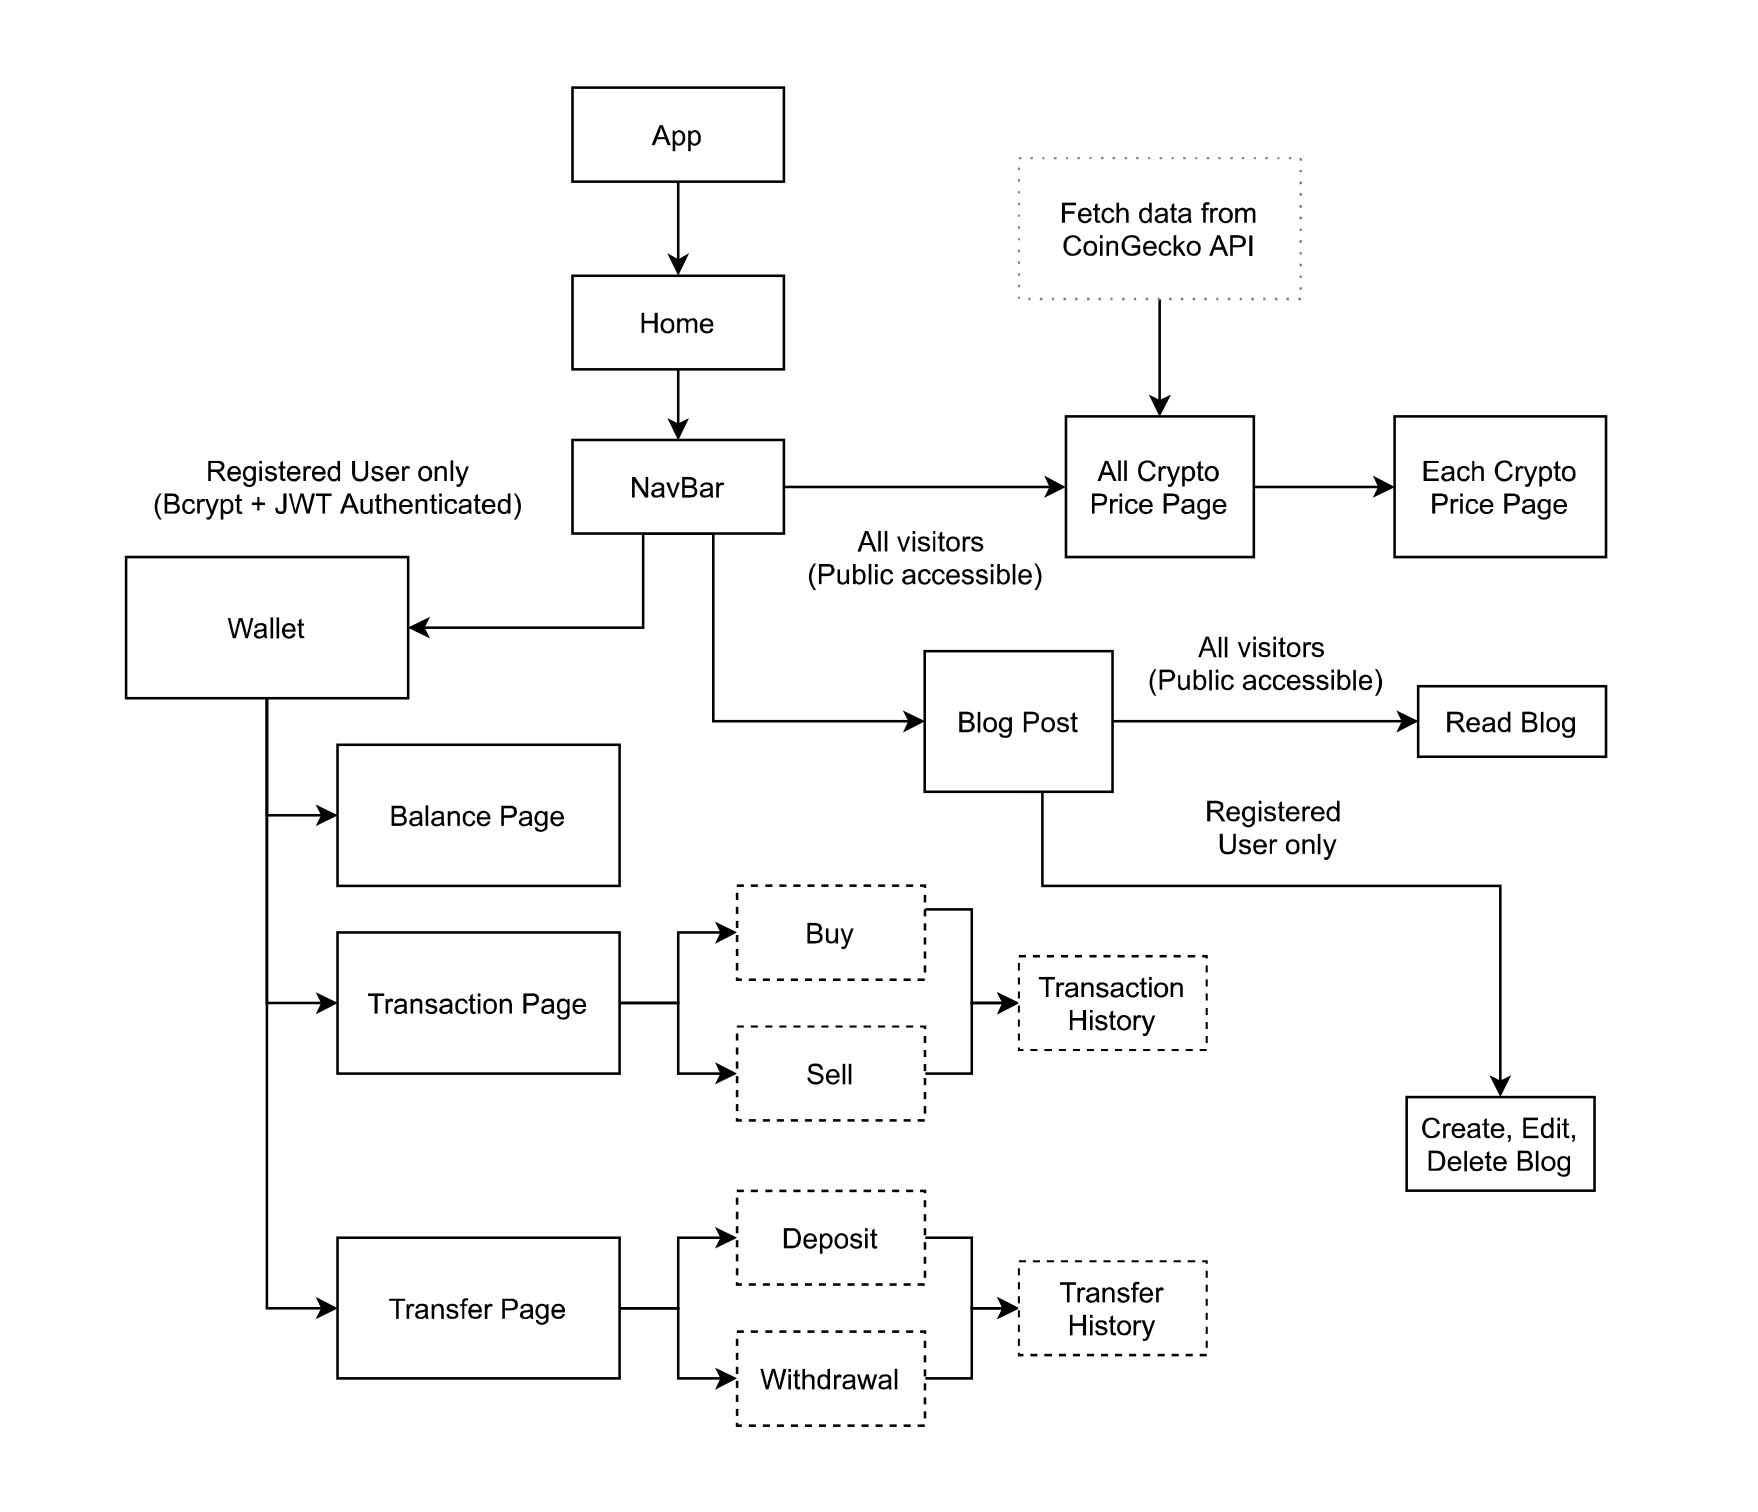 App
Fetch data from
CoinGecko API
Home
Registered User only
(Bcrypt + JWT Authenticated)
NavBar
All Crypto
Price Page
Each Crypto
Price Page
All visitors
(Public accessible)
Wallet
All visitors
(Public accessible)
Blog Post
Read Blog
Balance Page
Registered
User only
Buy
Transaction Page
Transaction
History
Sell
Create, Edit,
Delete Blog
Deposit
Transfer Page
Transfer
History
Withdrawal